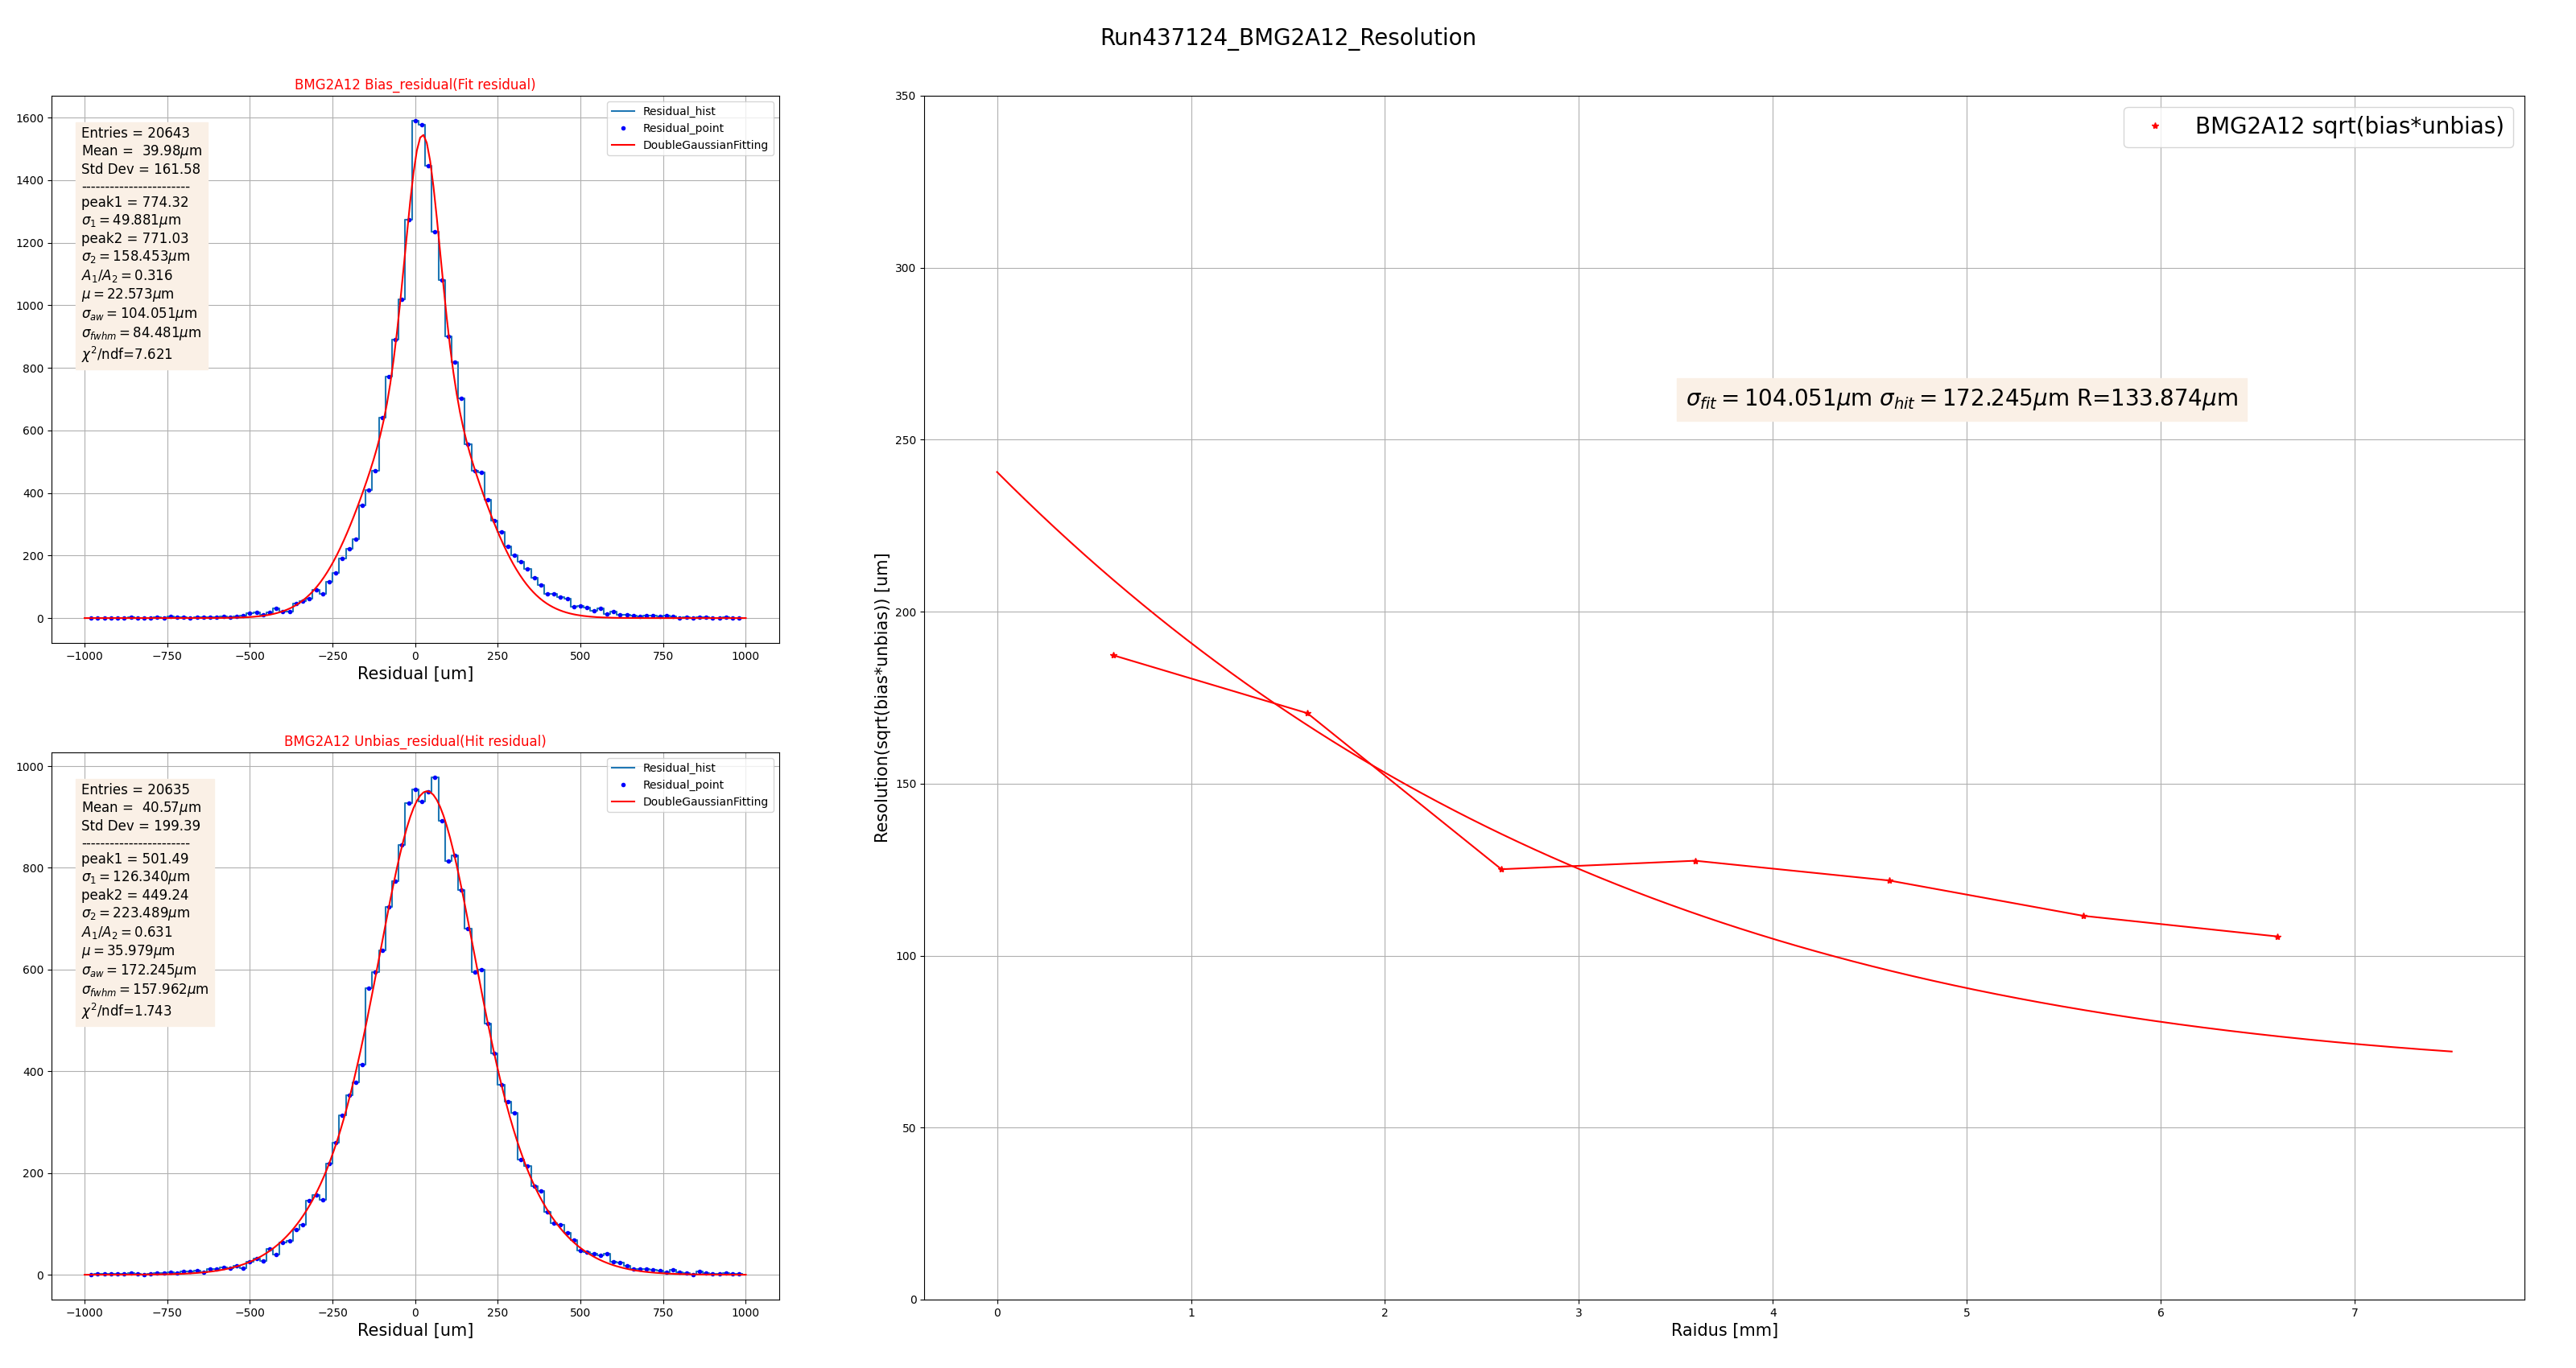 Run437124_BMG2A12_Resolution
BMG2A12 Bias_residual(Fit residual)
1600
1400
1200
1000
800
600
400
200
0
Entries = 20643
Mean =  39.98μm
Std Dev = 161.58
-----------------------
peak1 = 774.32
σ₁ = 49.881μm
peak2 = 771.03
σ₂ = 158.453μm
A₁/A₂ = 0.316
μ = 22.573μm
σ_aw = 104.051μm
σ_fwhm = 84.481μm
χ²/ndf=7.621
Residual_hist
Residual_point
DoubleGaussianFitting
−1000 −750 −500 −250 0 250 500 750 1000
Residual [um]
BMG2A12 Unbias_residual(Hit residual)
1000
800
600
400
200
0
Entries = 20635
Mean =  40.57μm
Std Dev = 199.39
-----------------------
peak1 = 501.49
σ₁ = 126.340μm
peak2 = 449.24
σ₂ = 223.489μm
A₁/A₂ = 0.631
μ = 35.979μm
σ_aw = 172.245μm
σ_fwhm = 157.962μm
χ²/ndf=1.743
Residual_hist
Residual_point
DoubleGaussianFitting
−1000 −750 −500 −250 0 250 500 750 1000
Residual [um]
Resolution(sqrt(bias*unbias)) [um]
350
300
250
200
150
100
50
0
BMG2A12 sqrt(bias*unbias)
σ_fit = 104.051μm σ_hit = 172.245μm R=133.874μm
0 1 2 3 4 5 6 7
Raidus [mm]